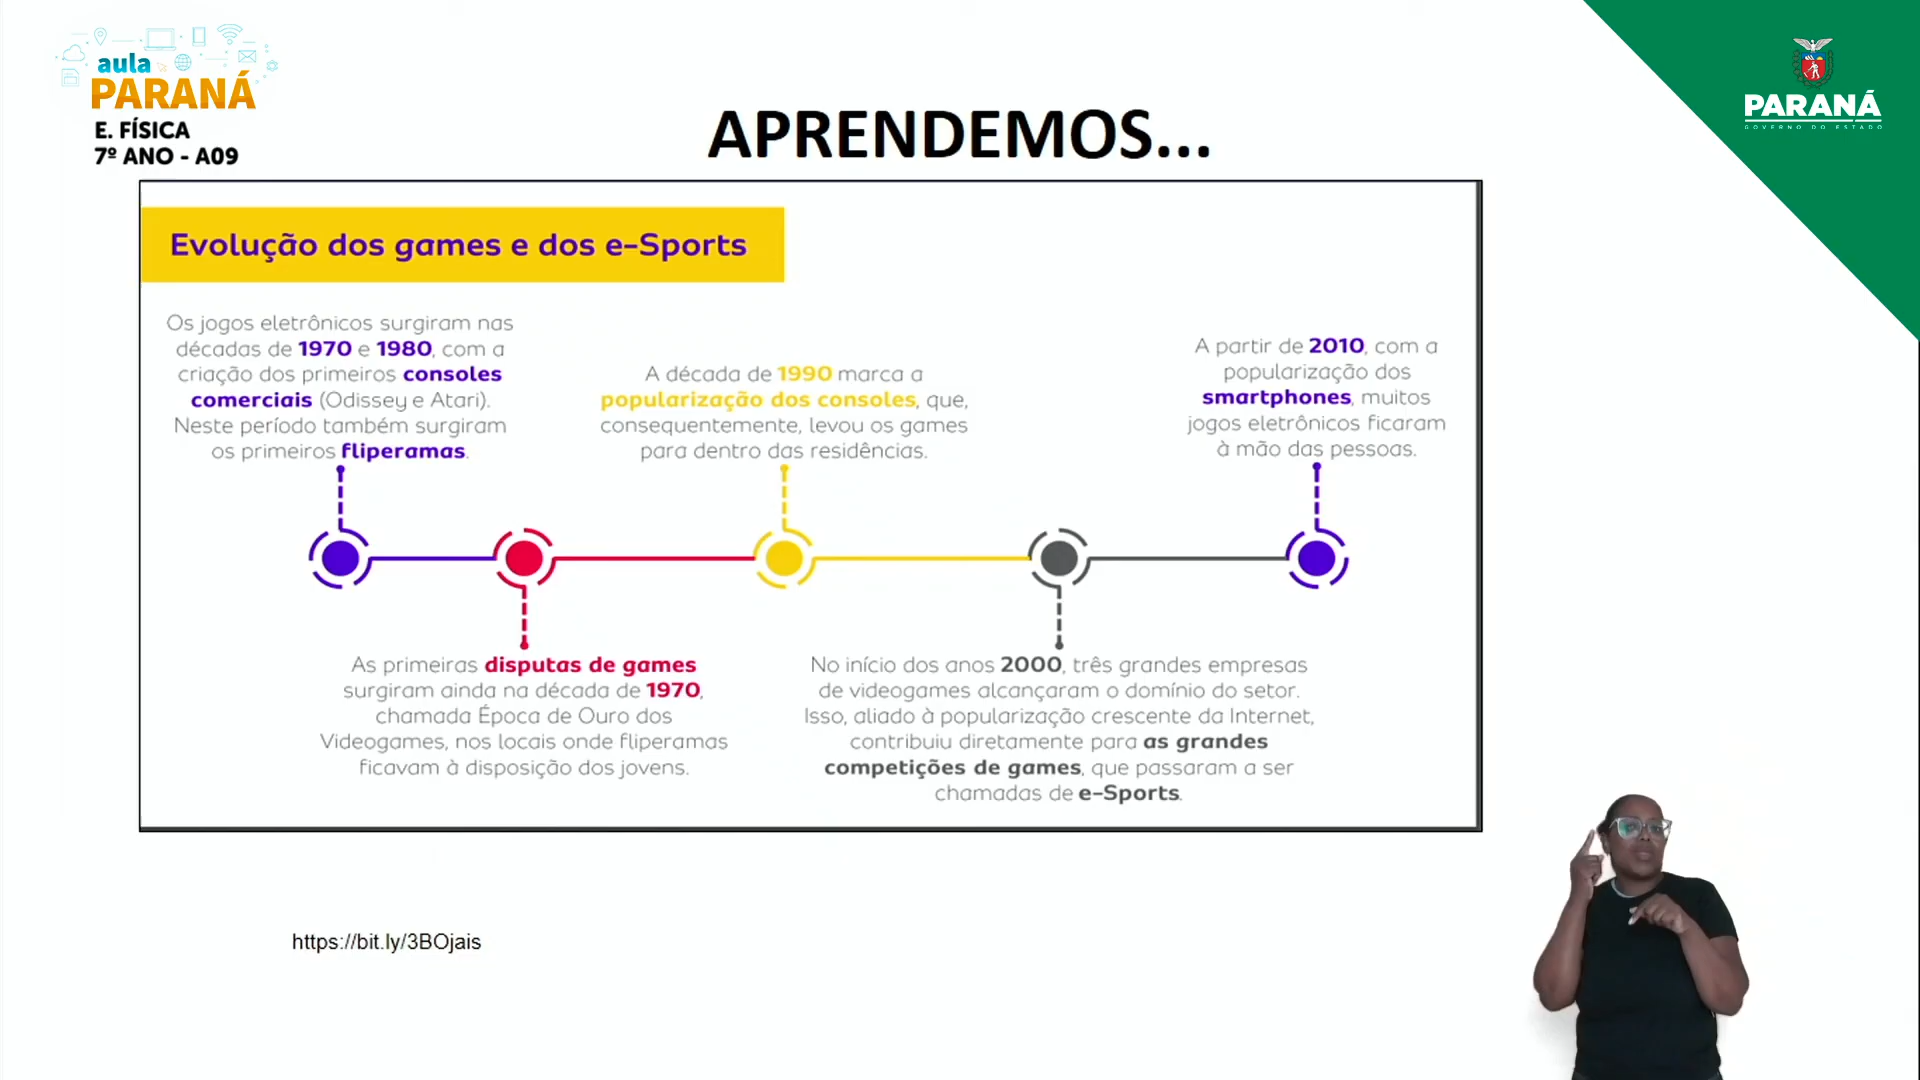 aula
PARANÁ
E. FÍSICA
7º ANO - A09
PARANÁ
GOVERNO DO ESTADO
APRENDEMOS...
Evolução dos games e dos e-Sports
Os jogos eletrônicos surgiram nas
décadas de 1970 e 1980, com a
criação dos primeiros consoles
comerciais (Odissey e Atari).
Neste período também surgiram
os primeiros fliperamas.
As primeiras disputas de games
surgiram ainda na década de 1970,
chamada Época de Ouro dos
Videogames, nos locais onde fliperamas
ficavam à disposição dos jovens.
A década de 1990 marca a
popularização dos consoles, que,
consequentemente, levou os games
para dentro das residências.
No início dos anos 2000, três grandes empresas
de videogames alcançaram o domínio do setor.
Isso, aliado à popularização crescente da Internet,
contribuiu diretamente para as grandes
competições de games, que passaram a ser
chamadas de e-Sports.
A partir de 2010, com a
popularização dos
smartphones, muitos
jogos eletrônicos ficaram
à mão das pessoas.
https://bit.ly/3BOjais